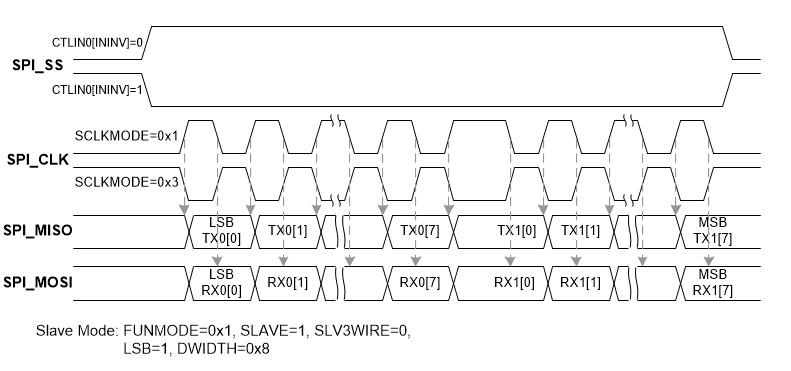 CTLIN0[ININV]=0
SPI_SS
CTLIN0[ININV]=1
SCLKMODE=0x1
SPI_CLK
SCLKMODE=0x3
SPI_MISO
LSB
TX0[0]
TX0[1]
TX0[7]
TX1[0]
TX1[1]
MSB
TX1[7]
SPI_MOSI
LSB
RX0[0]
RX0[1]
RX0[7]
RX1[0]
RX1[1]
MSB
RX1[7]
Slave Mode: FUNMODE=0x1, SLAVE=1, SLV3WIRE=0,
LSB=1, DWIDTH=0x8